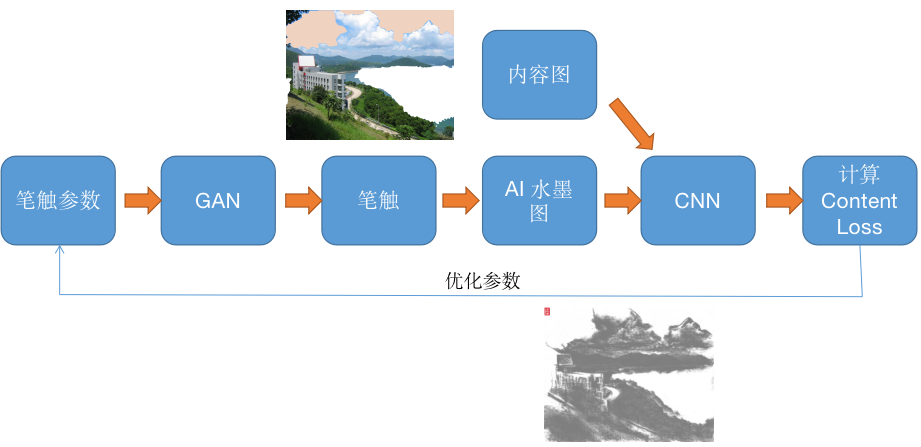 内容图
笔触参数
GAN
笔触
AI 水墨
图
CNN
计算
Content
Loss
优化参数